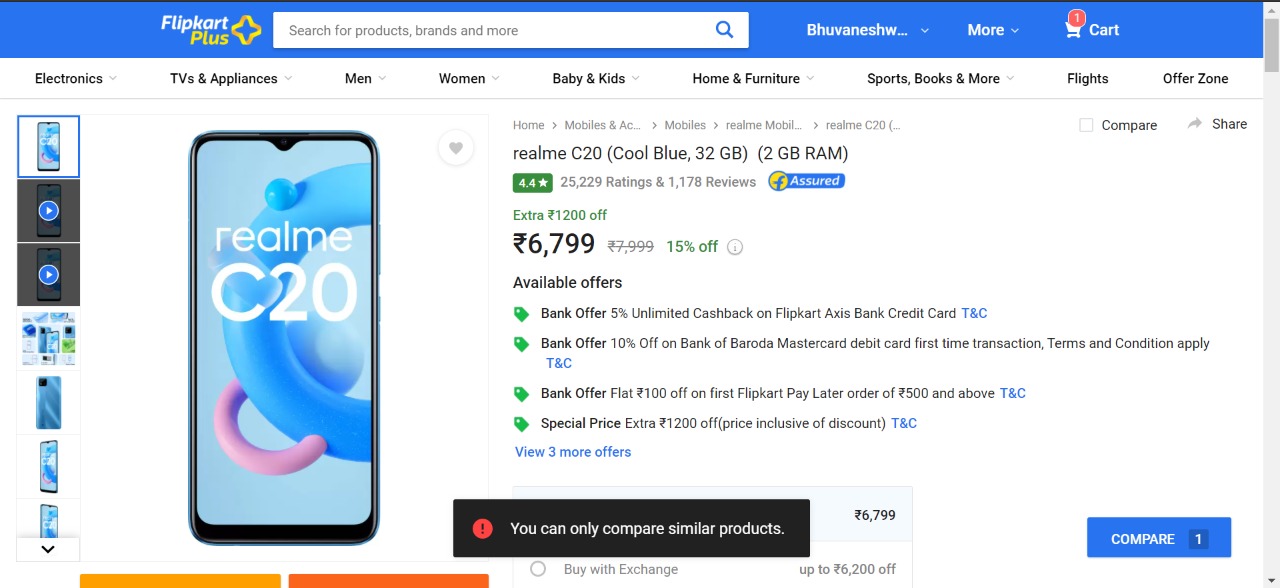 Flipkart
Plus
Search for products, brands and more
Bhuvaneshw...
More
1
Cart
Electronics
TVs & Appliances
Men
Women
Baby & Kids
Home & Furniture
Sports, Books & More
Flights
Offer Zone
realme
C20
Home > Mobiles & Ac... > Mobiles > realme Mobil... > realme C20 (...
Compare
Share
realme C20 (Cool Blue, 32 GB) (2 GB RAM)
4.4★ 25,229 Ratings & 1,178 Reviews Assured
Extra ₹1200 off
₹6,799 ₹7,999 15% off
Available offers
Bank Offer 5% Unlimited Cashback on Flipkart Axis Bank Credit Card T&C
Bank Offer 10% Off on Bank of Baroda Mastercard debit card first time transaction, Terms and Condition apply
T&C
Bank Offer Flat ₹100 off on first Flipkart Pay Later order of ₹500 and above T&C
Special Price Extra ₹1200 off(price inclusive of discount) T&C
View 3 more offers
₹6,799
You can only compare similar products.
COMPARE 1
Buy with Exchange
up to ₹6,200 off